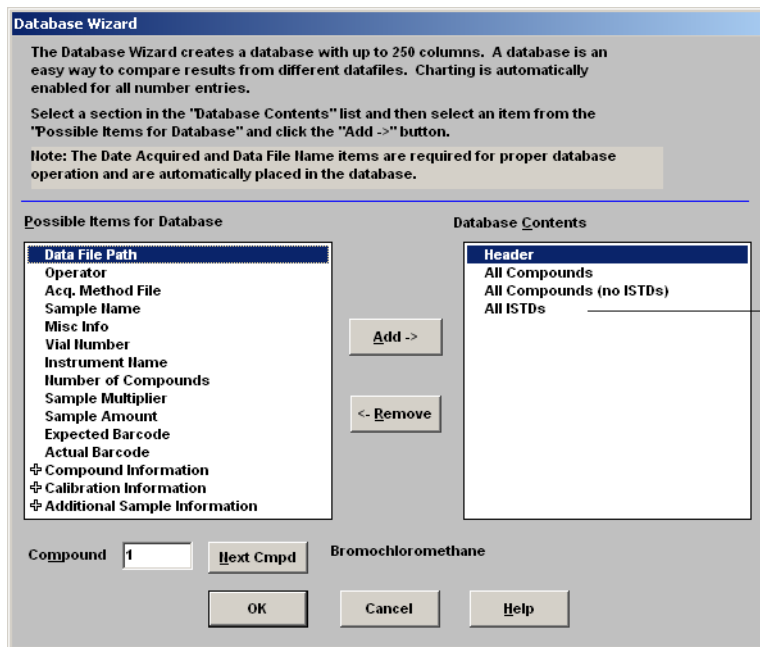 Database Wizard
The Database Wizard creates a database with up to 250 columns. A database is an
easy way to compare results from different datafiles. Charting is automatically
enabled for all number entries.
Select a section in the "Database Contents" list and then select an item from the
"Possible Items for Database" and click the "Add ->" button.
Note: The Date Acquired and Data File Name items are required for proper database
operation and are automatically placed in the database.
Possible Items for Database
Data File Path
Operator
Acq. Method File
Sample Name
Misc Info
Vial Number
Instrument Name
Number of Compounds
Sample Multiplier
Sample Amount
Expected Barcode
Actual Barcode
Compound Information
Calibration Information
Additional Sample Information
Add ->
<- Remove
Database Contents
Header
All Compounds
All Compounds (no ISTDs)
All ISTDs
Compound 1 Next Cmpd Bromochloromethane
OK Cancel Help